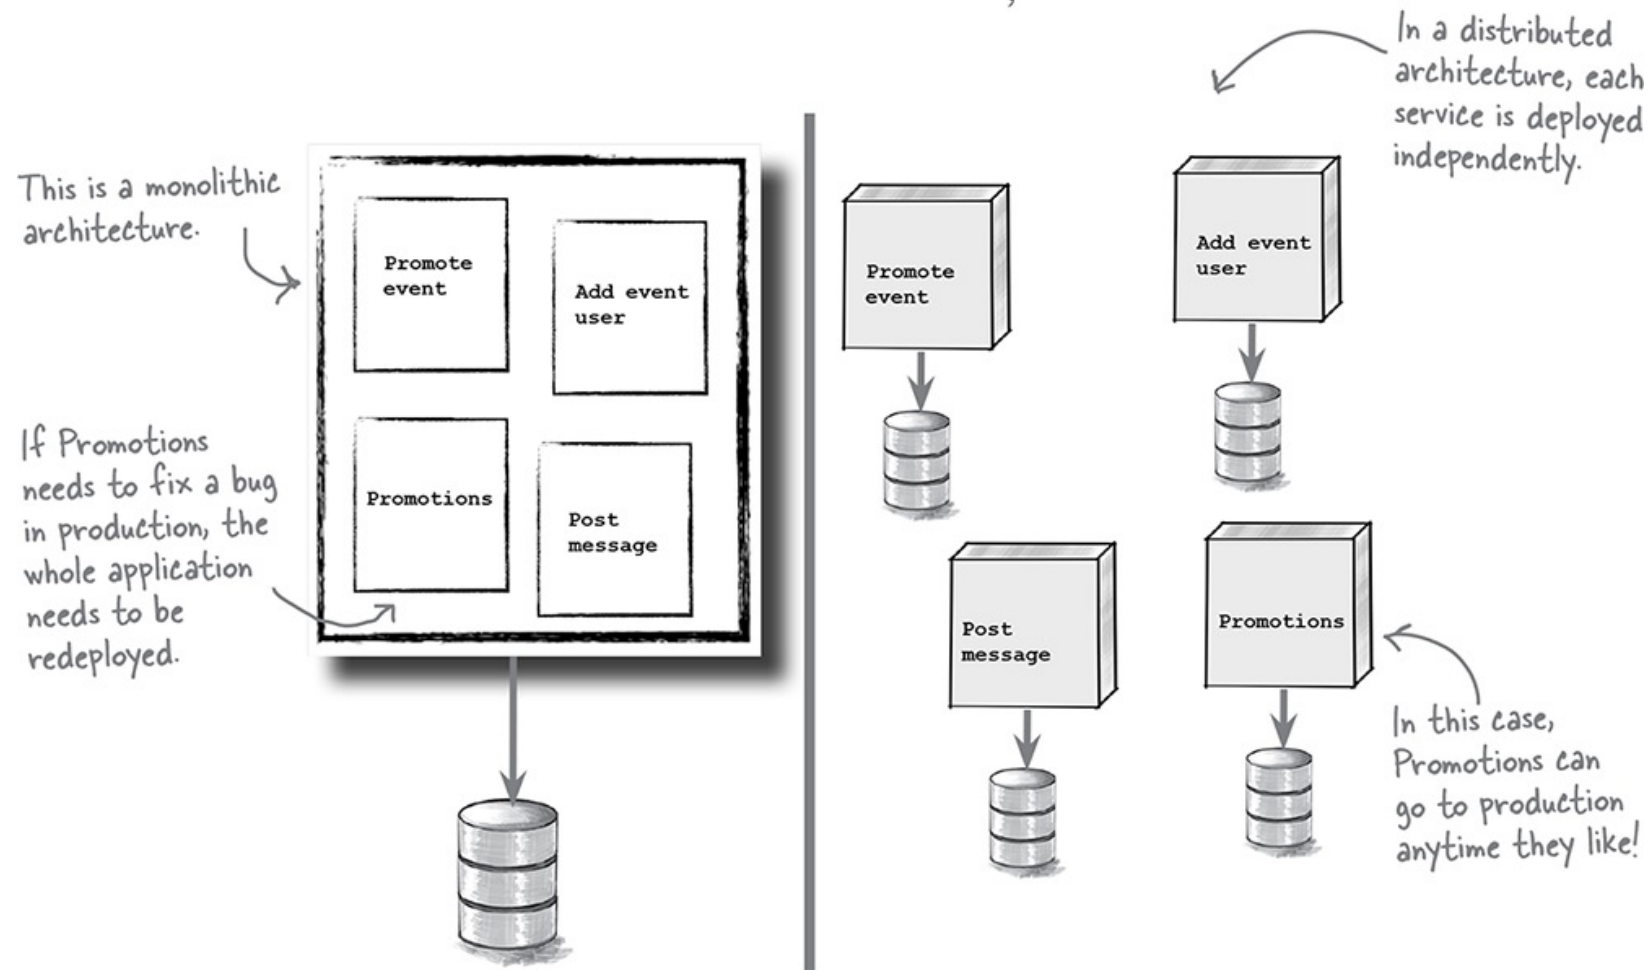 This is a monolithic
architecture.
Promote
event
Add event
user
If Promotions
needs to fix a bug
in production, the
whole application
needs to be
redeployed.
Promotions
Post
message
In a distributed
architecture, each
service is deployed
independently.
Promote
event
Add event
user
Post
message
Promotions
In this case,
Promotions can
go to production
anytime they like!